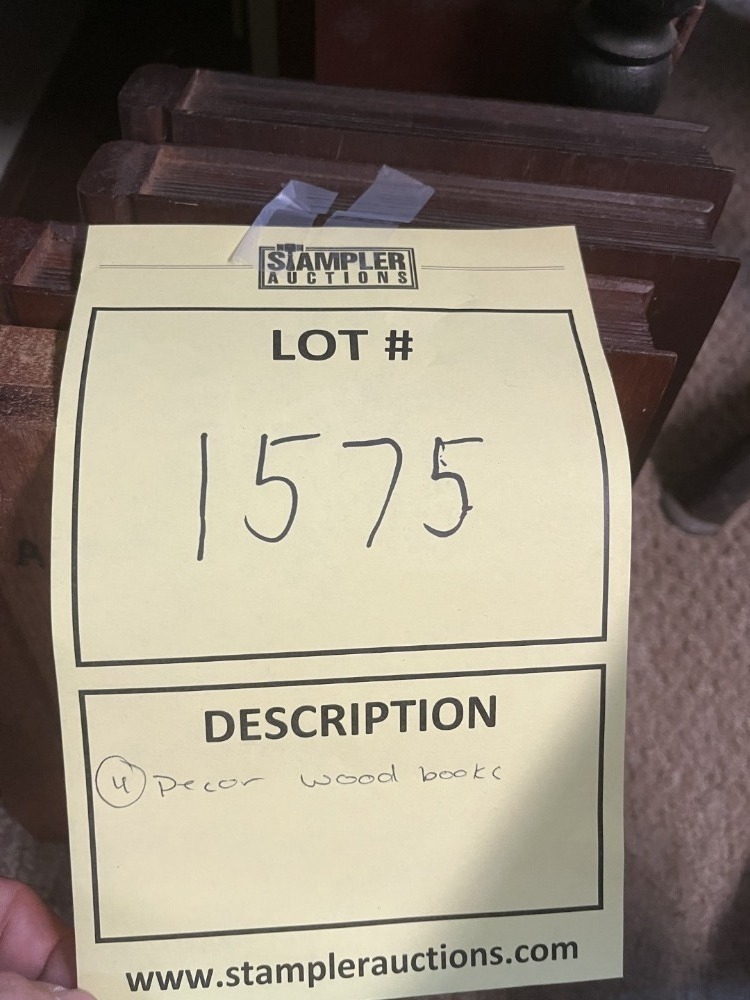 STAMPLER
AUCTIONS
LOT #
1575
DESCRIPTION
4 Decor wood books
www.stamplerauctions.com